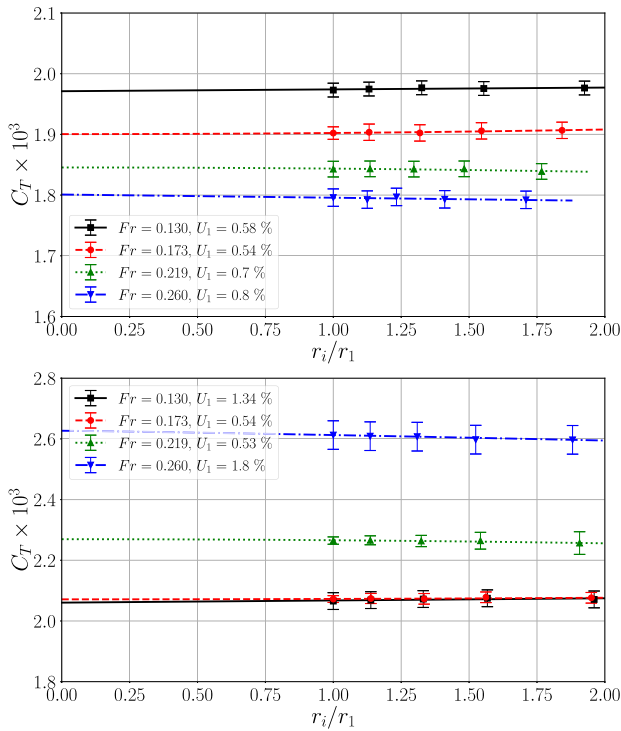 2.1
2.0
1.9
1.8
1.7
1.6
C_T × 10^3
Fr = 0.130, U_1 = 0.58 %
Fr = 0.173, U_1 = 0.54 %
Fr = 0.219, U_1 = 0.7 %
Fr = 0.260, U_1 = 0.8 %
0.00 0.25 0.50 0.75 1.00 1.25 1.50 1.75 2.00
r_i/r_1
2.8
2.6
2.4
2.2
2.0
1.8
C_T × 10^3
Fr = 0.130, U_1 = 1.34 %
Fr = 0.173, U_1 = 0.54 %
Fr = 0.219, U_1 = 0.53 %
Fr = 0.260, U_1 = 1.8 %
0.00 0.25 0.50 0.75 1.00 1.25 1.50 1.75 2.00
r_i/r_1